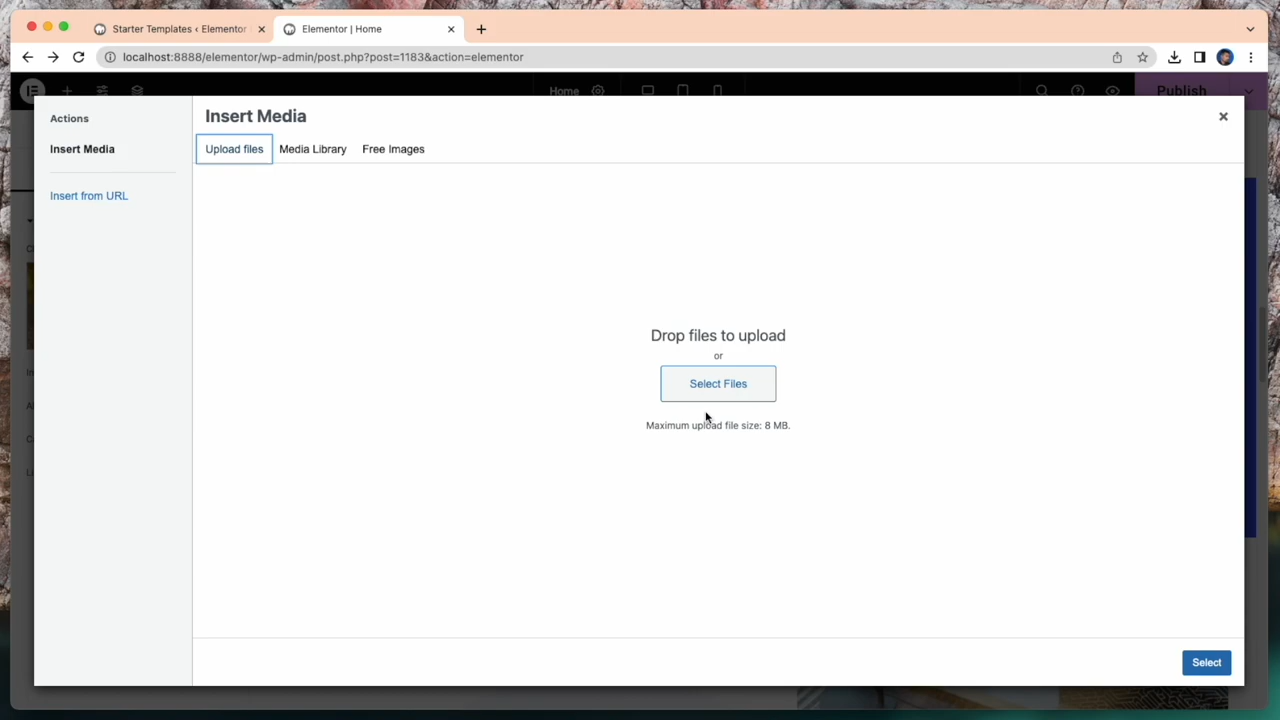 Starter Templates ‹ Elementor
Elementor | Home
localhost:8888/elementor/wp-admin/post.php?post=1183&action=elementor
Home
Publish
Actions
Insert Media
Insert from URL
Insert Media
Upload files
Media Library
Free Images
Drop files to upload
or
Select Files
Maximum upload file size: 8 MB.
Select